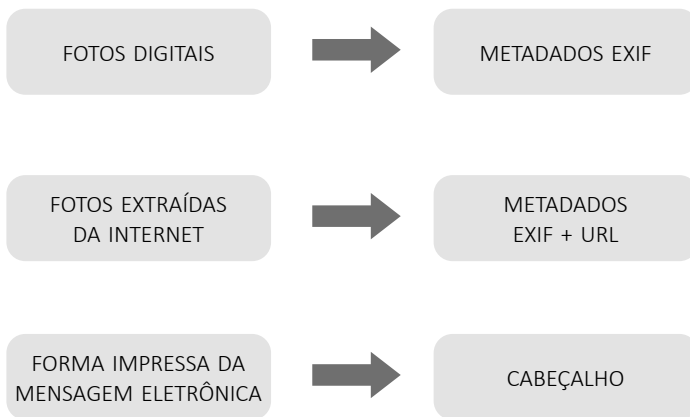 FOTOS DIGITAIS
METADADOS EXIF
FOTOS EXTRAÍDAS
DA INTERNET
METADADOS
EXIF + URL
FORMA IMPRESSA DA
MENSAGEM ELETRÔNICA
CABEÇALHO